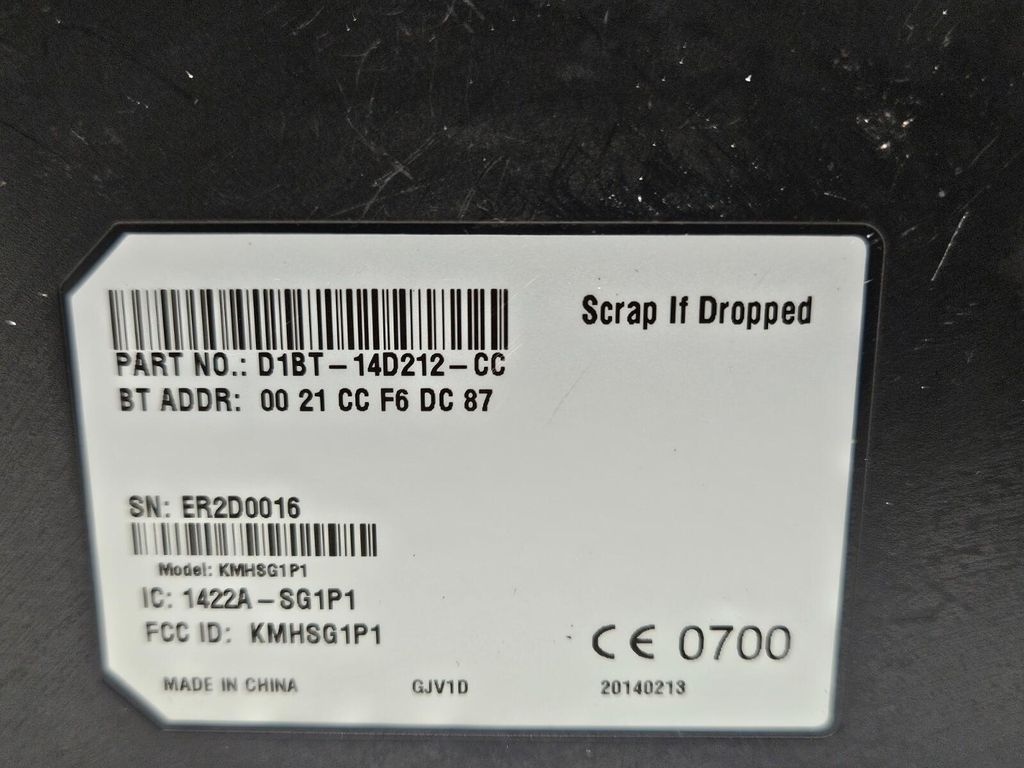 Scrap If Dropped
PART NO.: D1BT-14D212-CC
BT ADDR: 00 21 CC F6 DC 87
SN: ER2D0016
Model: KMHSG1P1
IC: 1422A-SG1P1
FCC ID: KMHSG1P1
CE 0700
MADE IN CHINA GJV1D 20140213